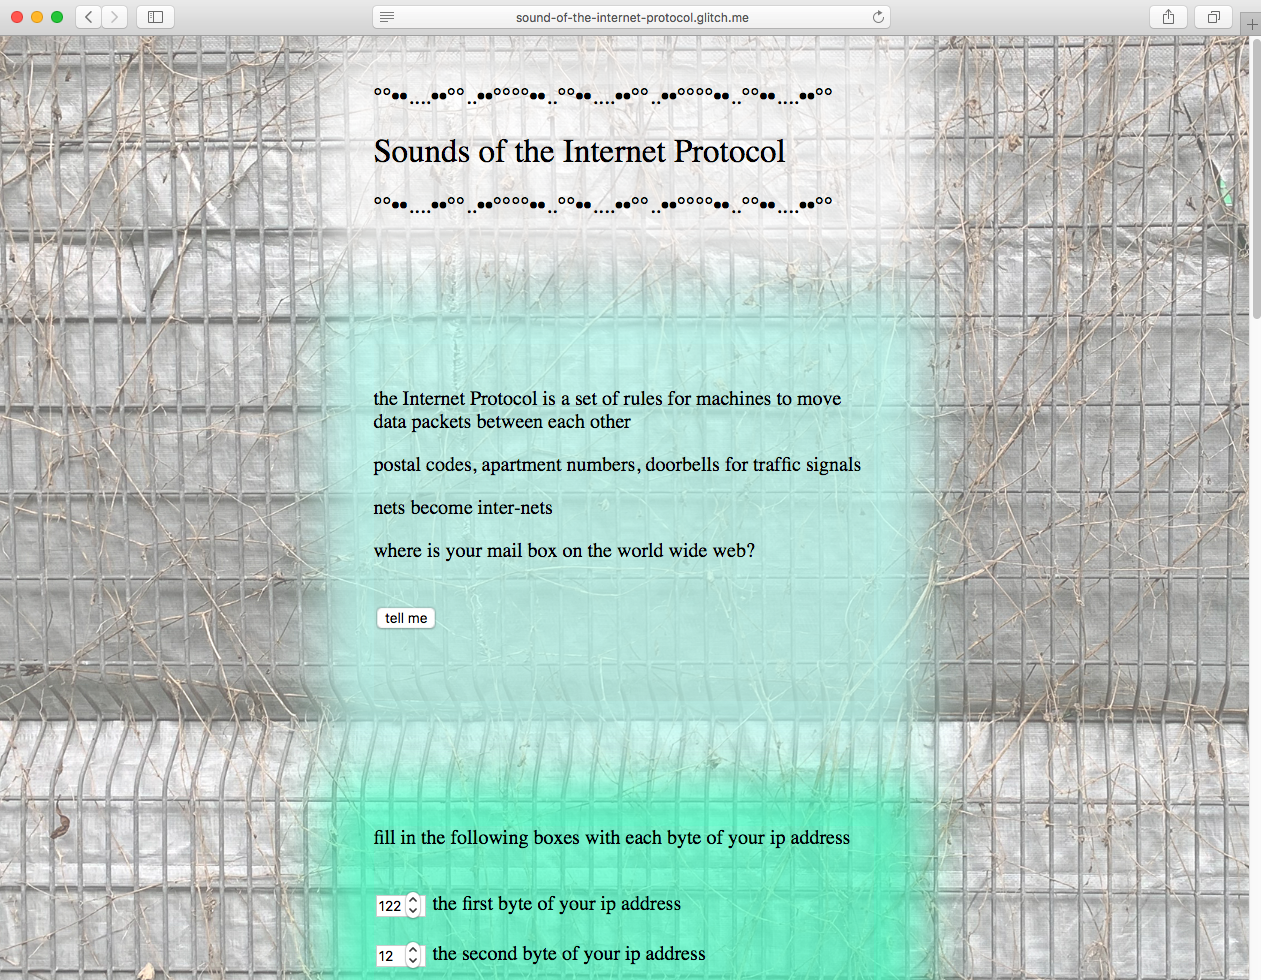 sound-of-the-internet-protocol.glitch.me
°°••....••°°..••°°°°••..°°••....••°°..••°°°°••..°°••....••°°
Sounds of the Internet Protocol
°°••....••°°..••°°°°••..°°••....••°°..••°°°°••..°°••....••°°
the Internet Protocol is a set of rules for machines to move
data packets between each other
postal codes, apartment numbers, doorbells for traffic signals
nets become inter-nets
where is your mail box on the world wide web?
tell me
fill in the following boxes with each byte of your ip address
122 the first byte of your ip address
12 the second byte of your ip address